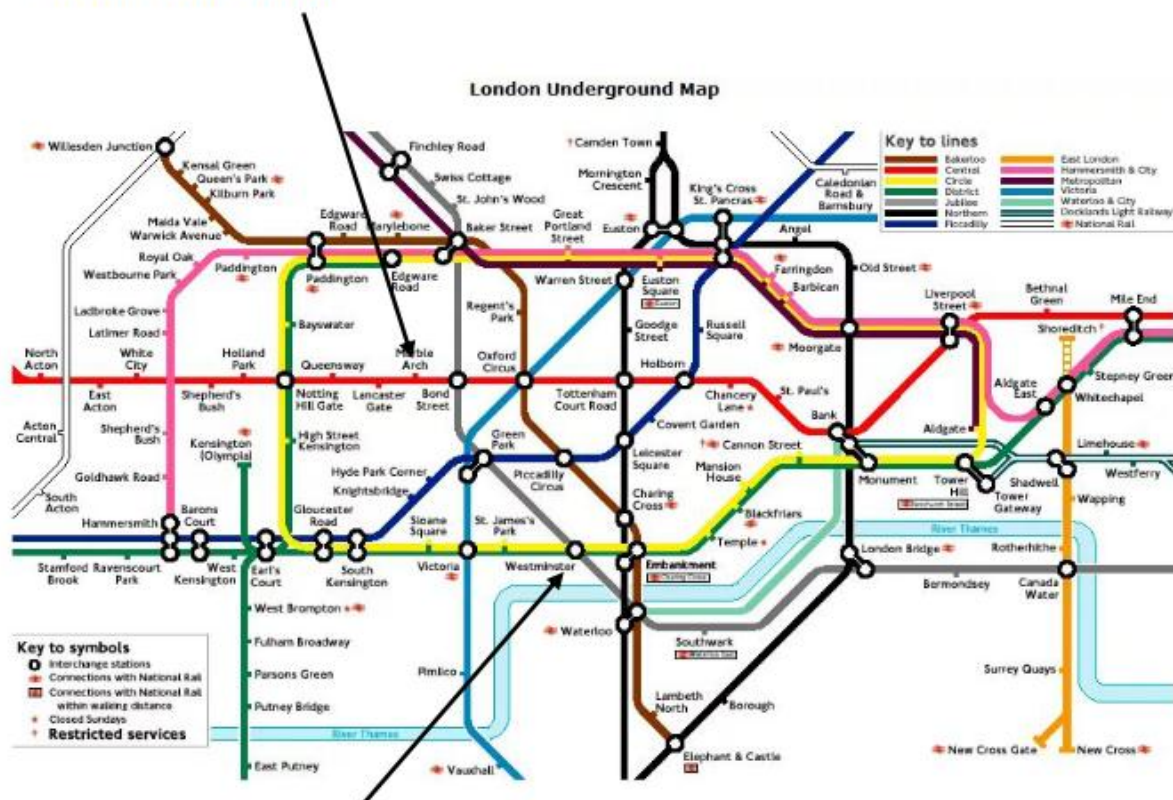 London Underground Map
Willesden Junction
Kensal Green
Queen's Park
Kilburn Park
Maida Vale
Warwick Avenue
Royal Oak
Westbourne Park
Ladbroke Grove
Latimer Road
Paddington
Edgware
Road
Marylebone
Paddington
Edgware
Road
Finchley Road
Swiss Cottage
St. John's Wood
Baker Street
Great
Portland
Street
Camden Town
Mornington
Crescent
Euston
King's Cross
St. Pancras
Caledonian
Road &
Barnsbury
Angel
Old Street
Key to lines
Bakerloo
Central
Circle
District
Jubilee
Northern
Piccadilly
East London
Hammersmith & City
Metropolitan
Victoria
Waterloo & City
Docklands Light Railway
National Rail
Warren Street
Euston
Square
Euston
Farringdon
Barbican
Liverpool
Street
Bethnal
Green
Mile End
Shoreditch
Regent's
Park
Goodge
Street
Russell
Square
Moorgate
Bayswater
North
Acton
White
City
Holland
Park
Queensway
Marble
Arch
Oxford
Circus
Holborn
East
Acton
Shepherd's
Bush
Notting
Hill Gate
Lancaster
Gate
Bond
Street
Tottenham
Court Road
Chancery
Lane
St. Paul's
Bank
Aldgate
East
Stepney Green
Whitechapel
Acton
Central
Shepherd's
Bush
Kensington
(Olympia)
High Street
Kensington
Covent Garden
Leicester
Square
Cannon Street
Aldgate
Goldhawk Road
Hyde Park Corner
Knightsbridge
Green
Park
Piccadilly
Circus
Mansion
House
Monument
Tower
Hill
Fenchurch Street
Tower
Gateway
Shadwell
Limehouse
Westferry
South
Acton
Hammersmith
Barons
Court
Gloucester
Road
Sloane
Square
St. James's
Park
Charing
Cross
Blackfriars
Temple
River Thames
Wapping
Rotherhithe
Stamford
Brook
Ravenscourt
Park
West
Kensington
Earl's
Court
South
Kensington
Victoria
Westminster
Embankment
Charing Cross
London Bridge
Bermondsey
Canada
Water
West Brompton
Fulham Broadway
Parsons Green
Putney Bridge
East Putney
Waterloo
Southwark
Waterloo East
Pimlico
Lambeth
North
Borough
Surrey Quays
Elephant & Castle
New Cross Gate
New Cross
Vauxhall
River Thames
Key to symbols
Interchange stations
Connections with National Rail
Connections with National Rail
within walking distance
Closed Sundays
Restricted services